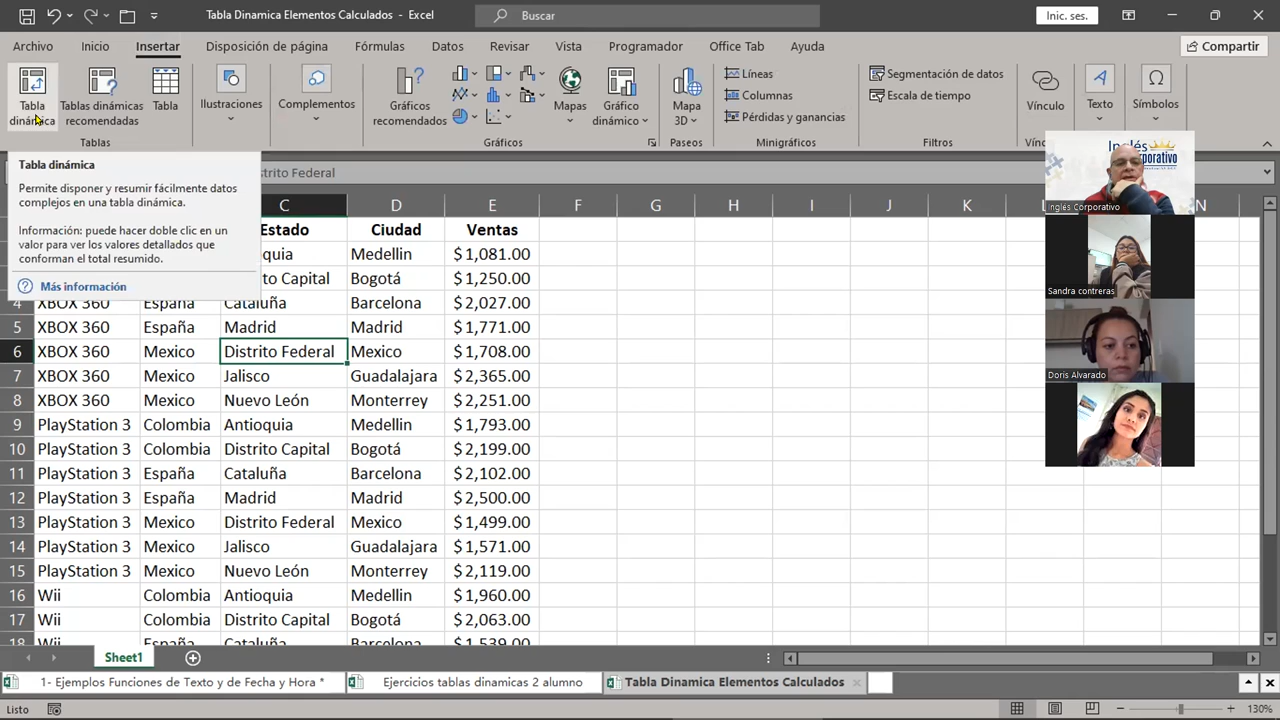 Tabla Dinamica Elementos Calculados - Excel
Buscar
Inic. ses.
Archivo Inicio Insertar Disposición de página Fórmulas Datos Revisar Vista Programador Office Tab Ayuda
Compartir
Tabla dinámica
Tablas dinámicas recomendadas
Tabla
Ilustraciones
Complementos
Gráficos recomendados
Mapas
Gráfico dinámico
Mapa 3D
Líneas
Columnas
Pérdidas y ganancias
Segmentación de datos
Escala de tiempo
Vínculo
Texto
Símbolos
Tablas Gráficos Paseos Minigráficos Filtros
Tabla dinámica
Permite disponer y resumir fácilmente datos
complejos en una tabla dinámica.
Información: puede hacer doble clic en un
valor para ver los valores detallados que
conforman el total resumido.
Más información
strito Federal
C D E F G H I J K N
Estado Ciudad Ventas
quia Medellin $ 1,081.00
to Capital Bogotá $ 1,250.00
4 XBOX 360 España Cataluña Barcelona $ 2,027.00
5 XBOX 360 España Madrid Madrid $ 1,771.00
6 XBOX 360 Mexico Distrito Federal Mexico $ 1,708.00
7 XBOX 360 Mexico Jalisco Guadalajara $ 2,365.00
8 XBOX 360 Mexico Nuevo León Monterrey $ 2,251.00
9 PlayStation 3 Colombia Antioquia Medellin $ 1,793.00
10 PlayStation 3 Colombia Distrito Capital Bogotá $ 2,199.00
11 PlayStation 3 España Cataluña Barcelona $ 2,102.00
12 PlayStation 3 España Madrid Madrid $ 2,500.00
13 PlayStation 3 Mexico Distrito Federal Mexico $ 1,499.00
14 PlayStation 3 Mexico Jalisco Guadalajara $ 1,571.00
15 PlayStation 3 Mexico Nuevo León Monterrey $ 2,119.00
16 Wii Colombia Antioquia Medellin $ 1,960.00
17 Wii Colombia Distrito Capital Bogotá $ 2,063.00
18 Wii España Cataluña Barcelona $ 1,539.00
Inglés
Corporativo
Inglés Corporativo
Sandra contreras
Doris Alvarado
Sheet1
1- Ejemplos Funciones de Texto y de Fecha y Hora *
Ejercicios tablas dinamicas 2 alumno
Tabla Dinamica Elementos Calculados
Listo
130%